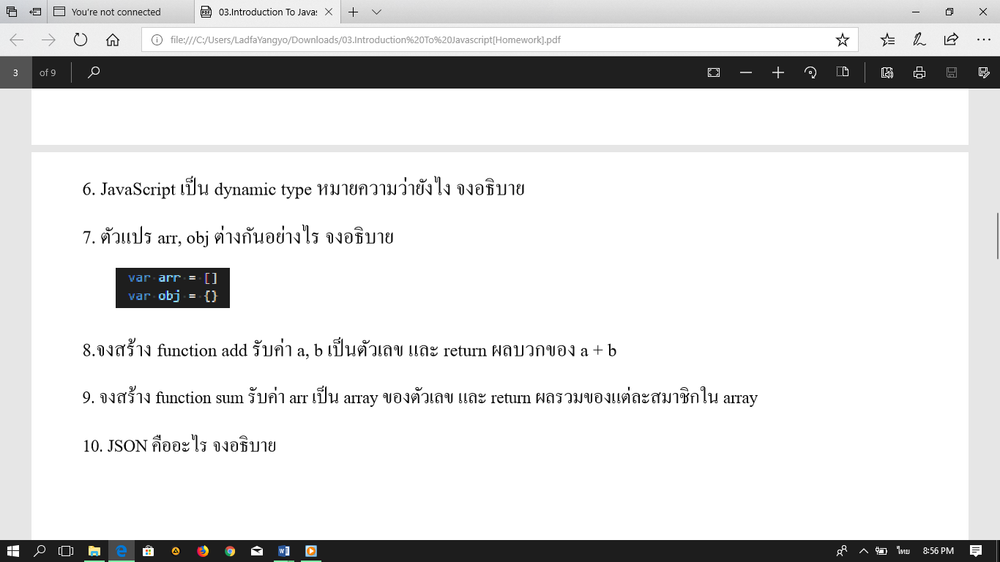 You're not connected
03.Introduction To Javas
file:///C:/Users/LadfaYangyo/Downloads/03.Introduction%20To%20Javascript[Homework].pdf
3 of 9
6. JavaScript เป็น dynamic type หมายความว่ายังไง จงอธิบาย
7. ตัวแปร arr, obj ต่างกันอย่างไร จงอธิบาย
var arr = []
var obj = {}
8.จงสร้าง function add รับค่า a, b เป็นตัวเลข และ return ผลบวกของ a + b
9. จงสร้าง function sum รับค่า arr เป็น array ของตัวเลข และ return ผลรวมของแต่ละสมาชิกใน array
10. JSON คืออะไร จงอธิบาย
ไทย 8:56 PM